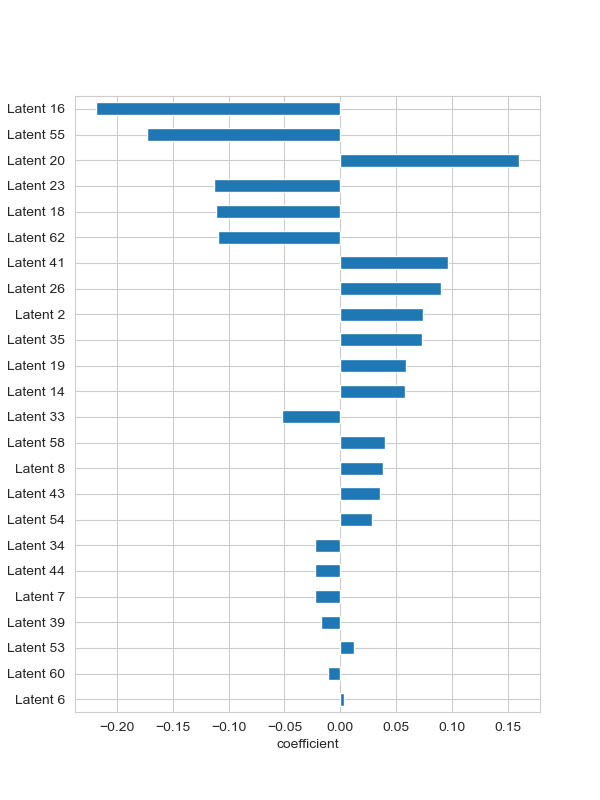 Latent 16
Latent 55
Latent 20
Latent 23
Latent 18
Latent 62
Latent 41
Latent 26
Latent 2
Latent 35
Latent 19
Latent 14
Latent 33
Latent 58
Latent 8
Latent 43
Latent 54
Latent 34
Latent 44
Latent 7
Latent 39
Latent 53
Latent 60
Latent 6
−0.20 −0.15 −0.10 −0.05 0.00 0.05 0.10 0.15
coefficient